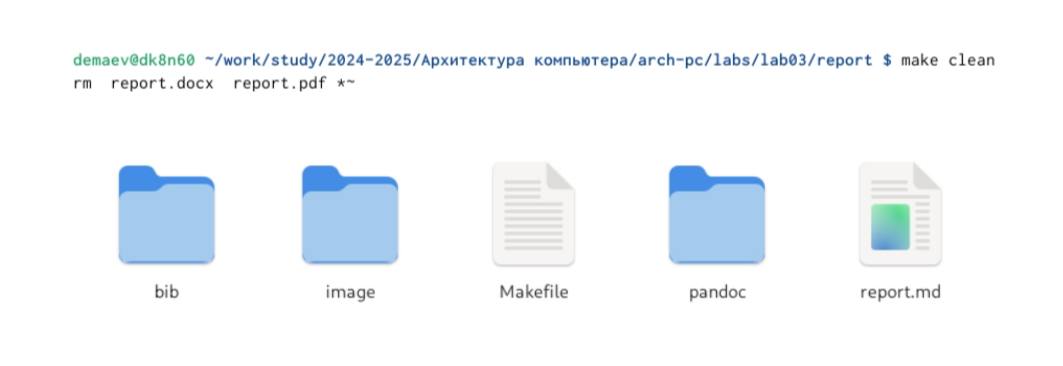 demaev@dk8n60 ~/work/study/2024-2025/Архитектура компьютера/arch-pc/labs/lab03/report $ make clean
rm  report.docx  report.pdf *~
bib
image
Makefile
pandoc
report.md